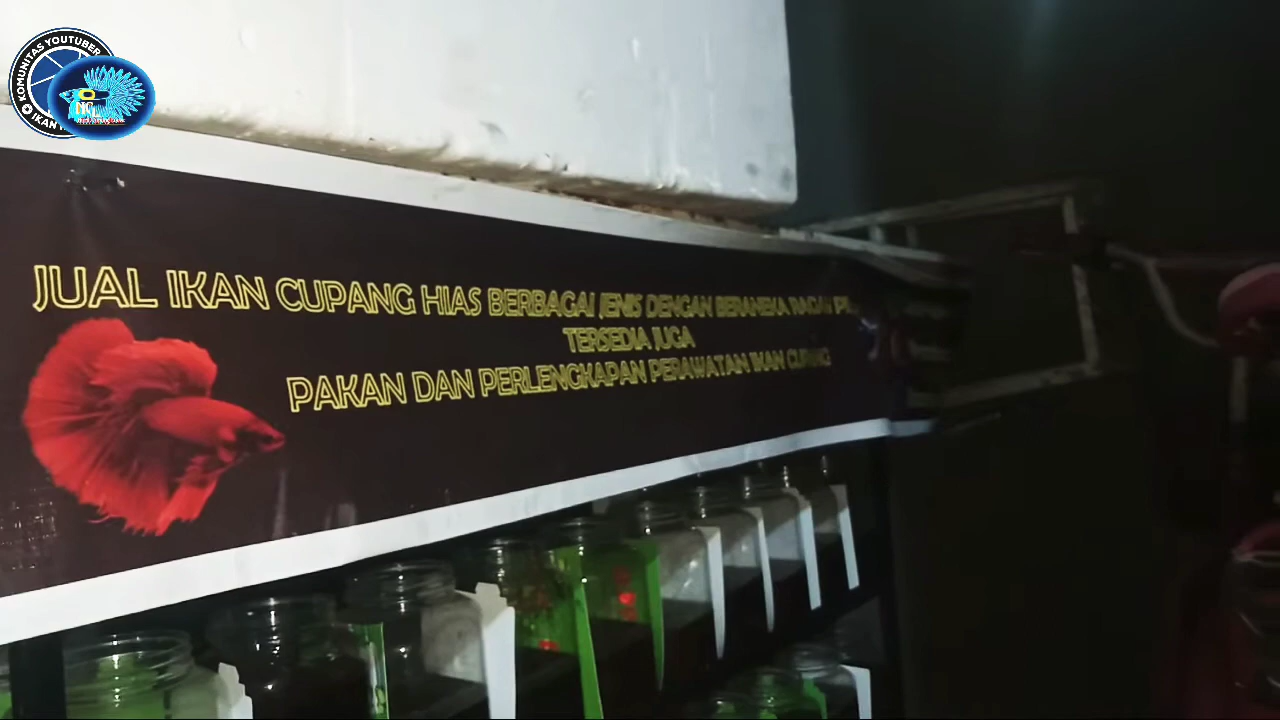 KOMUNITAS YOUTUBER
IKAN
JUAL IKAN CUPANG HIAS BERBAGAI JENIS DENGAN BERANEKA RAGAM
TERSEDIA JUGA
PAKAN DAN PERLENGKAPAN PERAWATAN IKAN CUPANG